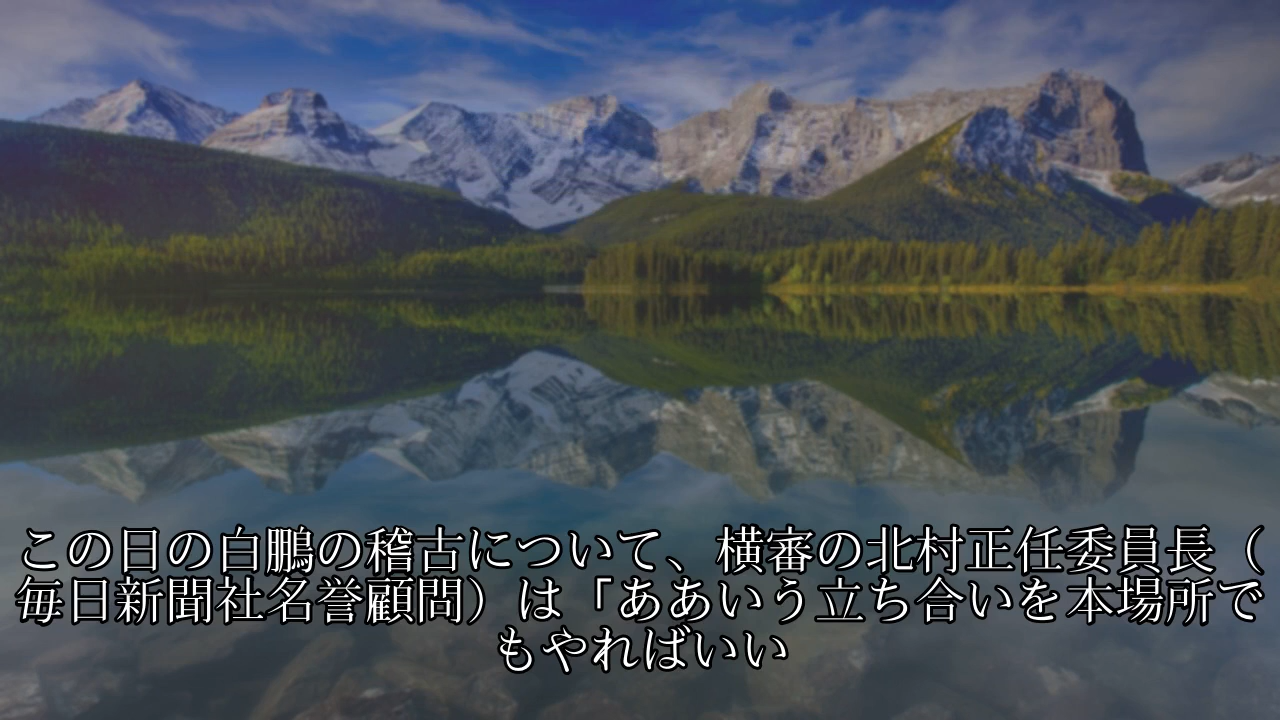 この日の白鵬の稽古について、横審の北村正任委員長（
毎日新聞社名誉顧問）は「ああいう立ち合いを本場所で
もやればいい